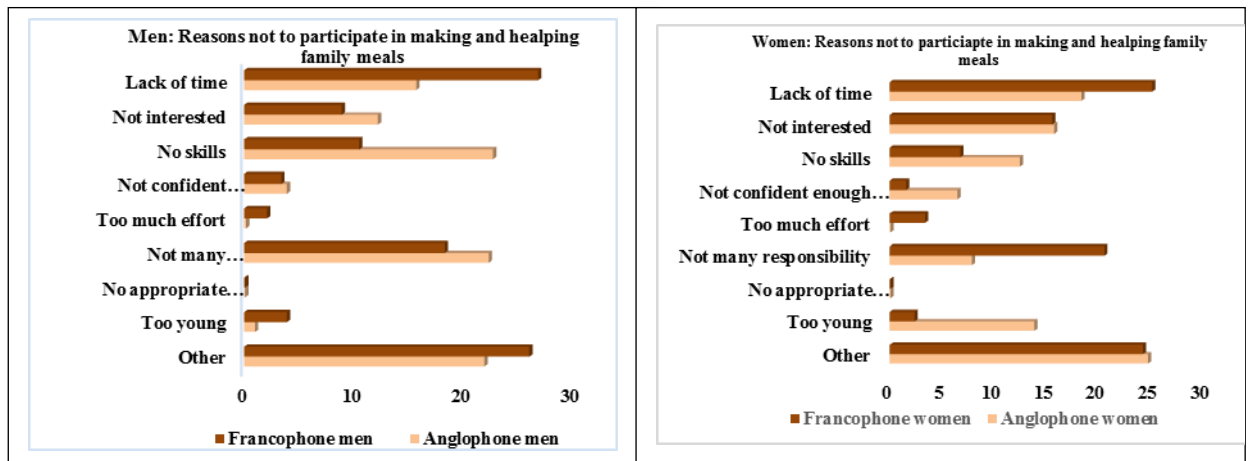 Men: Reasons not to participate in making and healping
family meals
Lack of time
Not interested
No skills
Not confident…
Too much effort
Not many…
No appropriate…
Too young
Other
0 10 20 30
Francophone men Anglophone men
Women: Reasons not to particiapte in making and healping family
meals
Lack of time
Not interested
No skills
Not confident enough…
Too much effort
Not many responsibility
No appropriate…
Too young
Other
0 5 10 15 20 25 30
Francophone women Anglophone women